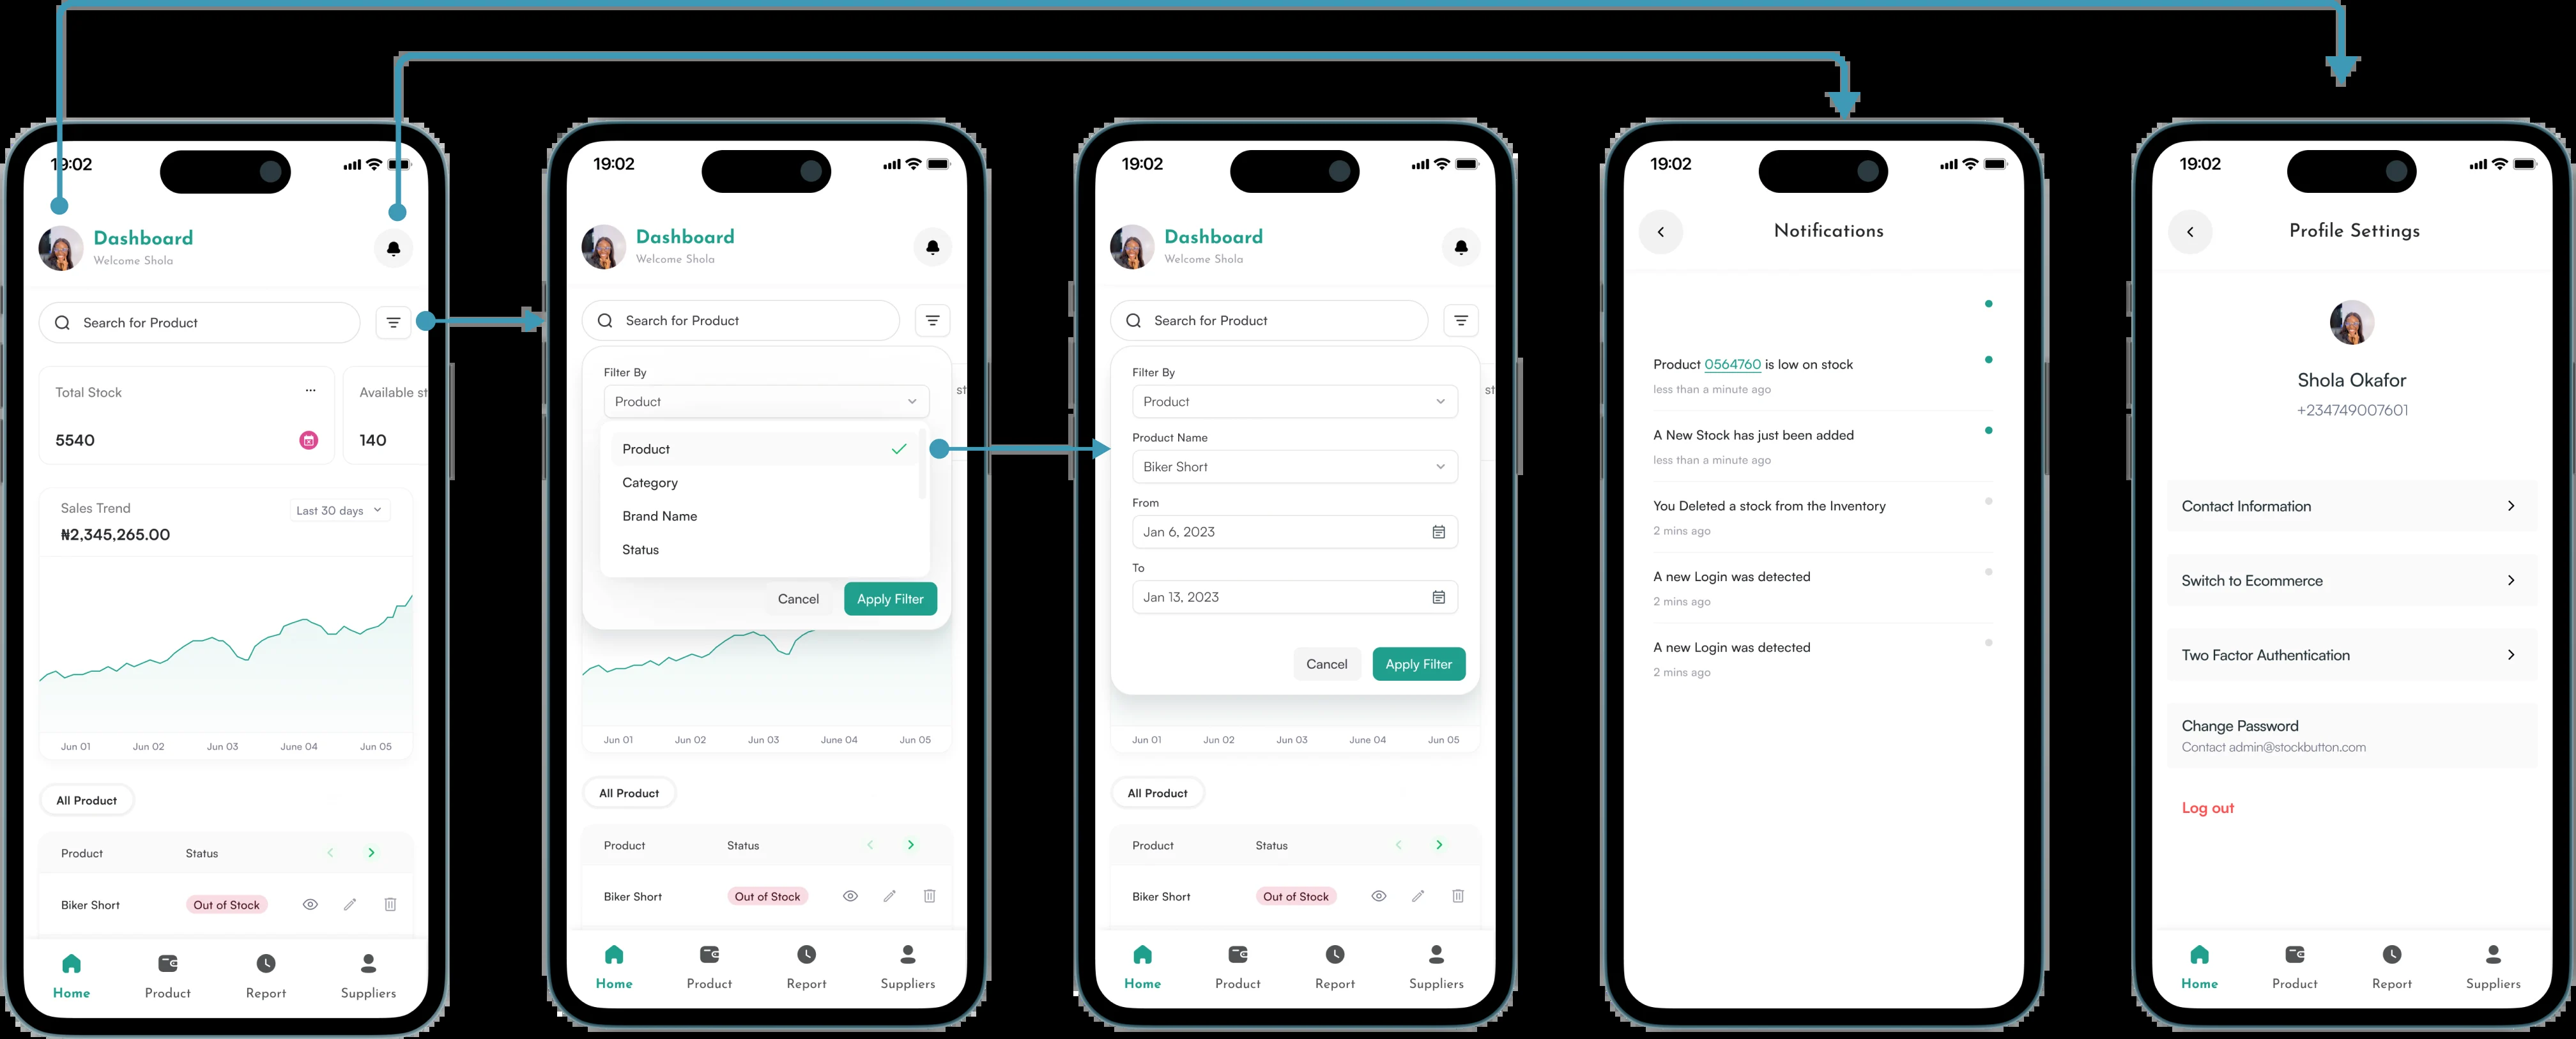 19:02
Dashboard
Welcome Shola
Search for Product
Total Stock
...
Available st
5540
140
Sales Trend
Last 30 days
₦2,345,265.00
Jun 01 Jun 02 Jun 03 June 04 Jun 05
All Product
Product Status
Biker Short Out of Stock
Home Product Report Suppliers
19:02
Dashboard
Welcome Shola
Search for Product
Filter By
st
Product
Product
Category
Brand Name
Status
Cancel Apply Filter
Jun 01 Jun 02 Jun 03 June 04 Jun 05
All Product
Product Status
Biker Short Out of Stock
Home Product Report Suppliers
19:02
Dashboard
Welcome Shola
Search for Product
Filter By
st
Product
Product Name
Biker Short
From
Jan 6, 2023
To
Jan 13, 2023
Cancel Apply Filter
Jun 01 Jun 02 Jun 03 June 04 Jun 05
All Product
Product Status
Biker Short Out of Stock
Home Product Report Suppliers
19:02
Notifications
Product 0564760 is low on stock
less than a minute ago
A New Stock has just been added
less than a minute ago
You Deleted a stock from the Inventory
2 mins ago
A new Login was detected
2 mins ago
A new Login was detected
2 mins ago
19:02
Profile Settings
Shola Okafor
+234749007601
Contact Information
Switch to Ecommerce
Two Factor Authentication
Change Password
Contact admin@stockbutton.com
Log out
Home Product Report Suppliers